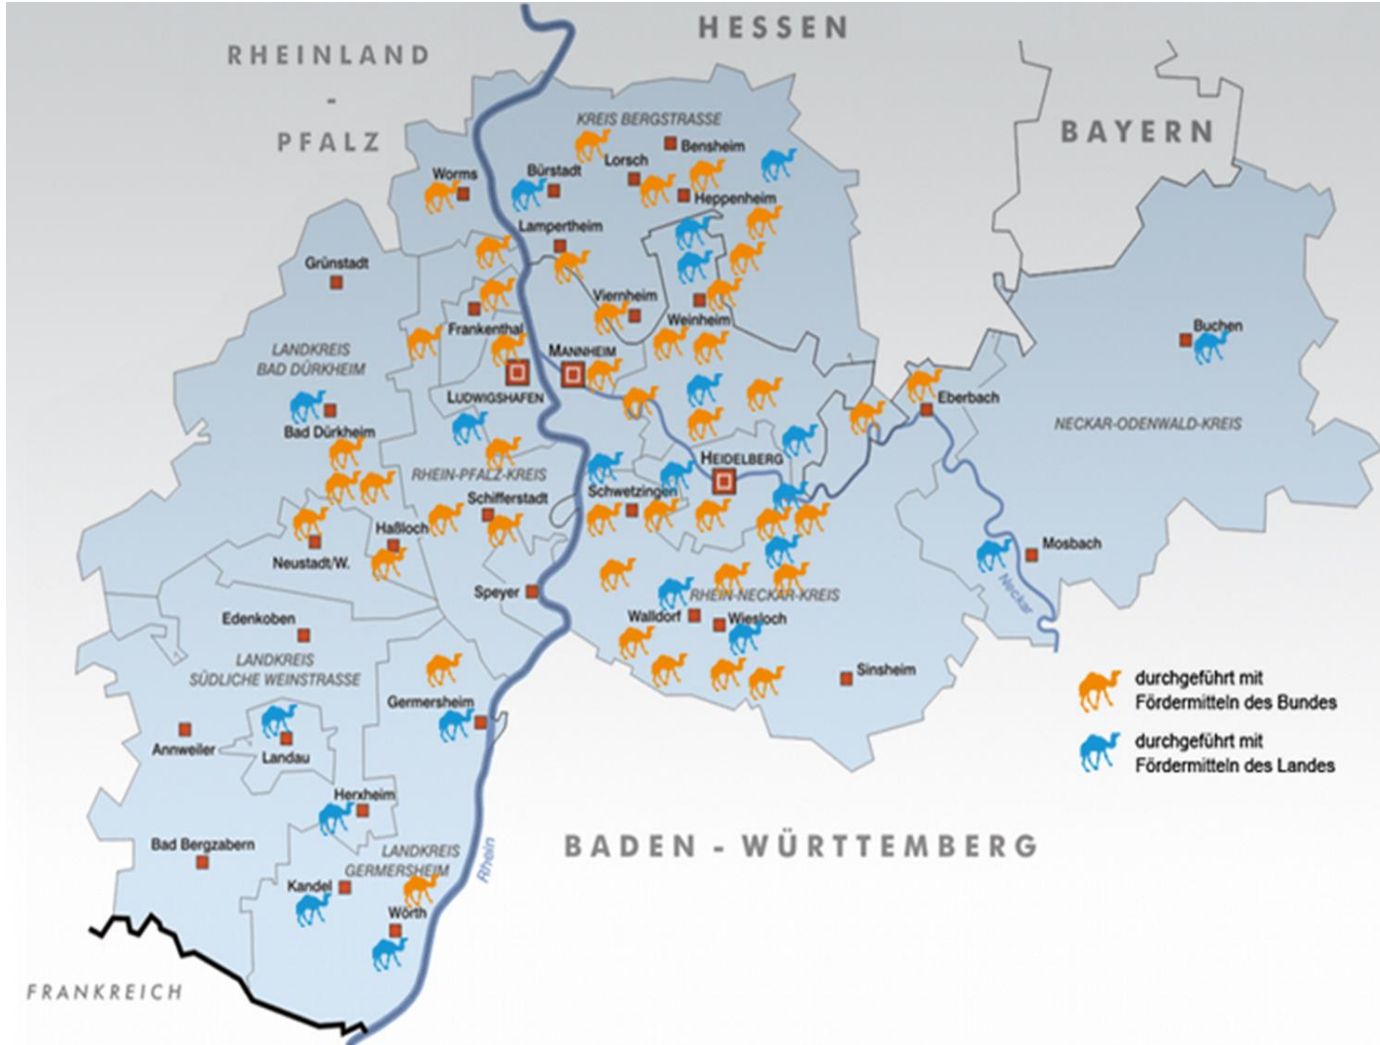 HESSEN
RHEINLAND
-
PFALZ
KREIS BERGSTRASSE
BAYERN
Bensheim
Lorsch
Worms
Bürstadt
Heppenheim
Lampertheim
Grünstadt
Viernheim
Weinheim
Frankenthal
Buchen
LANDKREIS
BAD DÜRKHEIM
MANNHEIM
LUDWIGSHAFEN
Eberbach
NECKAR-ODENWALD-KREIS
Bad Dürkheim
HEIDELBERG
RHEIN-PFALZ-KREIS
Schwetzingen
Schifferstadt
Haßloch
Neustadt/W.
Mosbach
Neckar
Speyer
RHEIN-NECKAR-KREIS
Walldorf
Wiesloch
Edenkoben
LANDKREIS
SÜDLICHE WEINSTRASSE
Sinsheim
Germersheim
Annweiler
Landau
durchgeführt mit
Fördermitteln des Bundes
durchgeführt mit
Fördermitteln des Landes
Herxheim
Bad Bergzabern
LANDKREIS
GERMERSHEIM
Rhein
BADEN - WÜRTTEMBERG
Kandel
Wörth
FRANKREICH